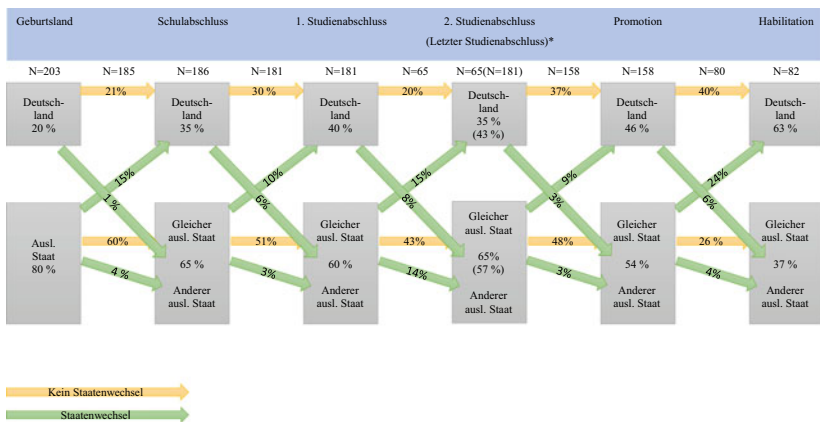 Geburtsland
Schulabschluss
1. Studienabschluss
2. Studienabschluss
(Letzter Studienabschluss)*
Promotion
Habilitation
N=203
N=185
N=186
N=181
N=181
N=65
N=65(N=181)
N=158
N=158
N=80
N=82
Deutsch-
land
20 %
21%
Deutsch-
land
35 %
30 %
Deutsch-
land
40 %
20%
Deutsch-
land
35 %
(43 %)
37%
Deutsch-
land
46 %
40%
Deutsch-
land
63 %
15%
1 %
10%
6%
15%
8%
9%
3%
24%
6%
Ausl.
Staat
80 %
60%
4 %
Gleicher
ausl. Staat
65 %
Anderer
ausl. Staat
51 %
3%
Gleicher
ausl. Staat
60 %
Anderer
ausl. Staat
43%
14%
Gleicher
ausl. Staat
65%
(57 %)
Anderer
ausl. Staat
48%
3%
Gleicher
ausl. Staat
54 %
Anderer
ausl. Staat
26 %
4%
Gleicher
ausl. Staat
37 %
Anderer
ausl. Staat
Kein Staatenwechsel
Staatenwechsel